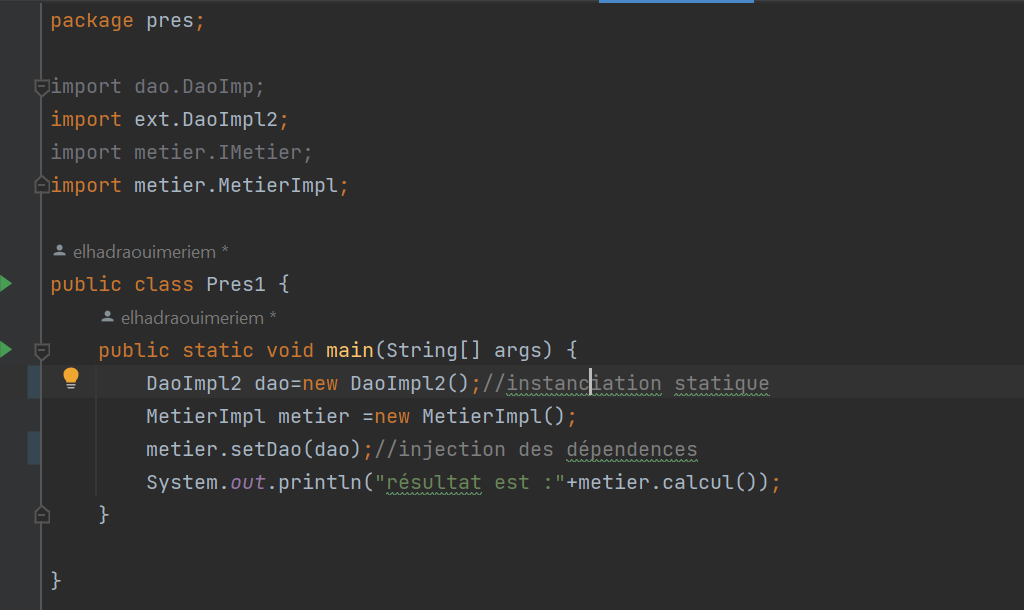 package pres;
import dao.DaoImp;
import ext.DaoImpl2;
import metier.IMetier;
import metier.MetierImpl;
elhadraouimeriem *
public class Pres1 {
elhadraouimeriem *
public static void main(String[] args) {
DaoImpl2 dao=new DaoImpl2();//instanciation statique
MetierImpl metier =new MetierImpl();
metier.setDao(dao);//injection des dépendences
System.out.println("résultat est :"+metier.calcul());
}
}